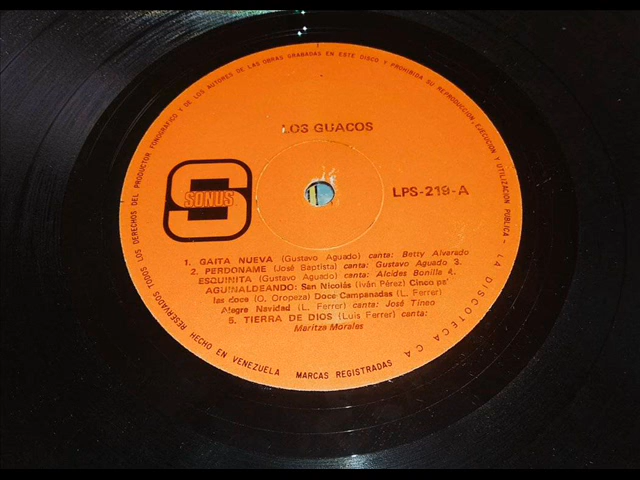 RESERVADOS TODOS LOS DERECHOS DEL PRODUCTOR FONOGRAFICO Y DE LOS AUTORES DE LAS OBRAS GRABADAS EN ESTE DISCO Y PROHIBIDA SU REPRODUCCION, EJECUCION Y UTILIZACION PUBLICA - LA DISCOTECA C.A.
LOS GUACOS
SONUS
LPS-219-A
1. GAITA NUEVA (Gustavo Aguado) canta: Betty Alvarado
2. PERDONAME (José Baptista) canta: Gustavo Aguado 3.
ESQUINITA (Gustavo Aguado) canta: Alcides Bonilla 4.
AGUINALDEANDO: San Nicolás (Iván Pérez) Cinco pa'
las doce (O. Oropeza) Doce Campanadas (L. Ferrer)
Alegre Navidad (L. Ferrer) canta: José Tineo
5. TIERRA DE DIOS (Luis Ferrer) canta:
Maritza Morales
HECHO EN VENEZUELA MARCAS REGISTRADAS